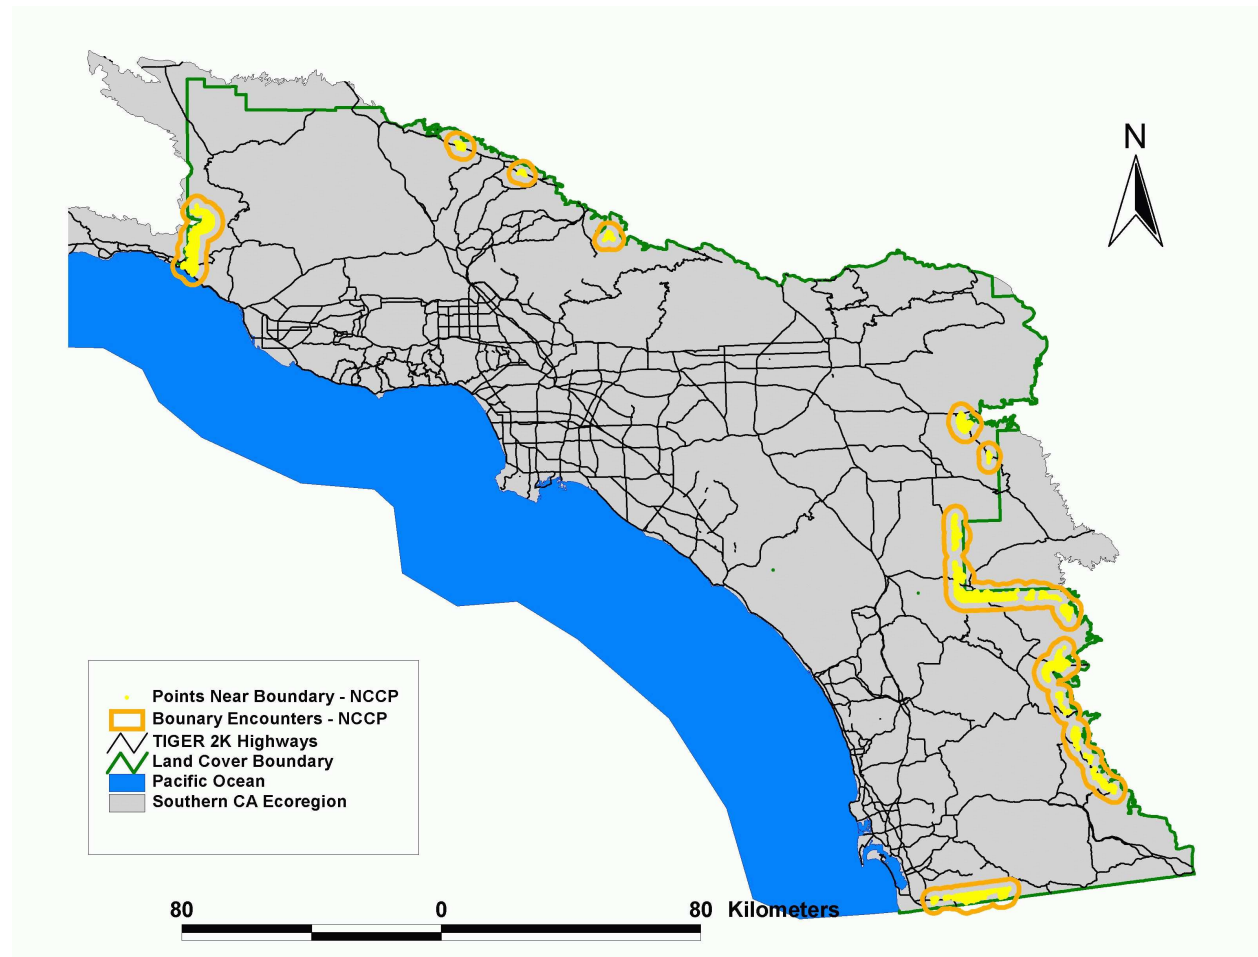 N
Points Near Boundary - NCCP
Bounary Encounters - NCCP
TIGER 2K Highways
Land Cover Boundary
Pacific Ocean
Southern CA Ecoregion
80 0 80 Kilometers